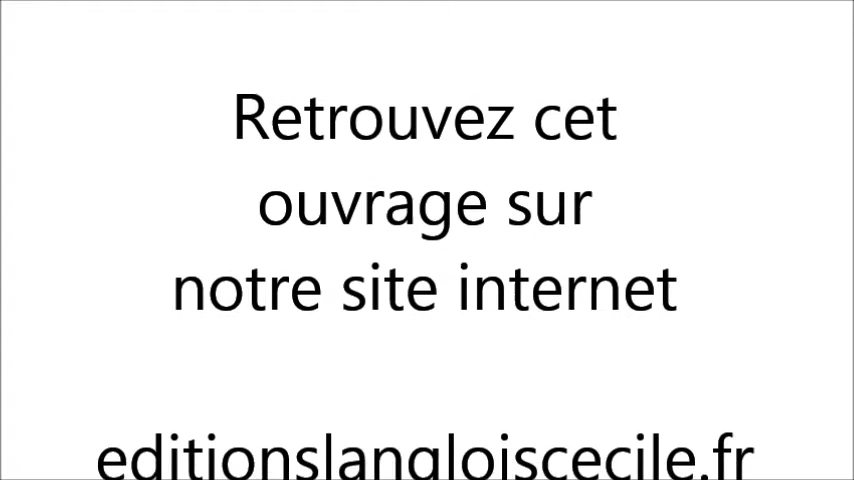 Retrouvez cet
ouvrage sur
notre site internet
editionslangloiscecile.fr